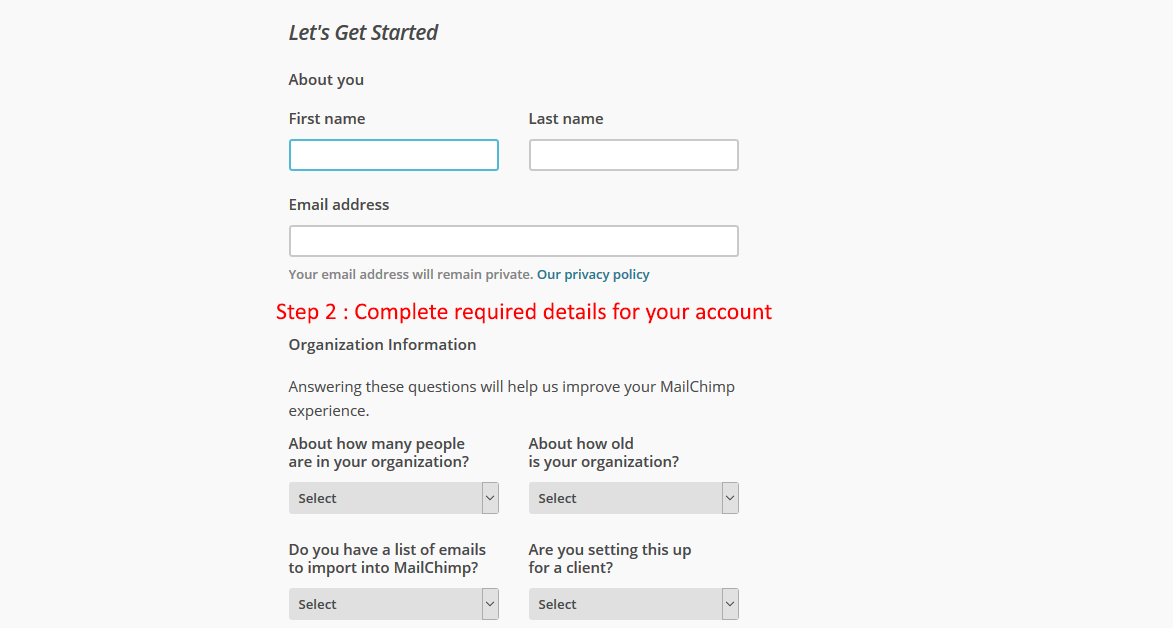 Let's Get Started
About you
First name
Last name
Email address
Your email address will remain private. Our privacy policy
Step 2 : Complete required details for your account
Organization Information
Answering these questions will help us improve your MailChimp
experience.
About how many people
are in your organization?
Select
About how old
is your organization?
Select
Do you have a list of emails
to import into MailChimp?
Select
Are you setting this up
for a client?
Select